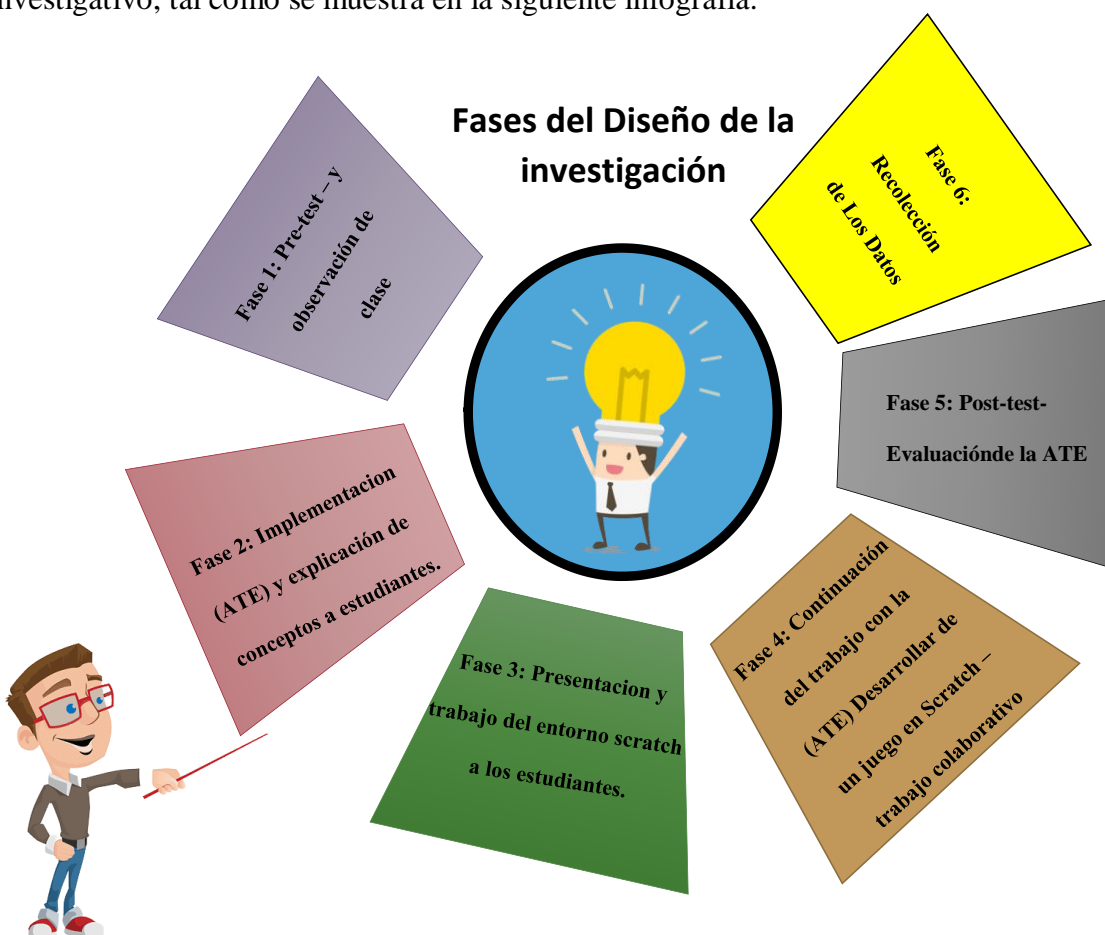 investigativo, tal como se muestra en la siguiente infografía:
Fases del Diseño de la
investigación
Fase 1: Pre-test – y
observación de
clase
Fase 2: Implementacion
(ATE) y explicación de
conceptos a estudiantes.
Fase 3: Presentacion y
trabajo del entorno scratch
a los estudiantes.
Fase 4: Continuación
del trabajo con la
(ATE) Desarrollar de
un juego en Scratch –
trabajo colaborativo
Fase 5: Post-test-
Evaluaciónde la ATE
Fase 6:
Recolección
de Los Datos